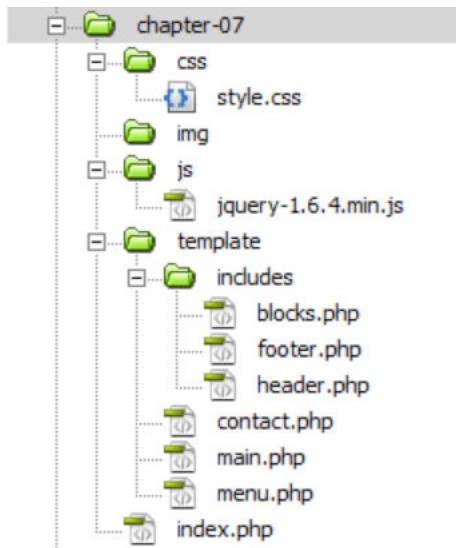 chapter-07
css
style.css
img
js
jquery-1.6.4.min.js
template
includes
blocks.php
footer.php
header.php
contact.php
main.php
menu.php
index.php